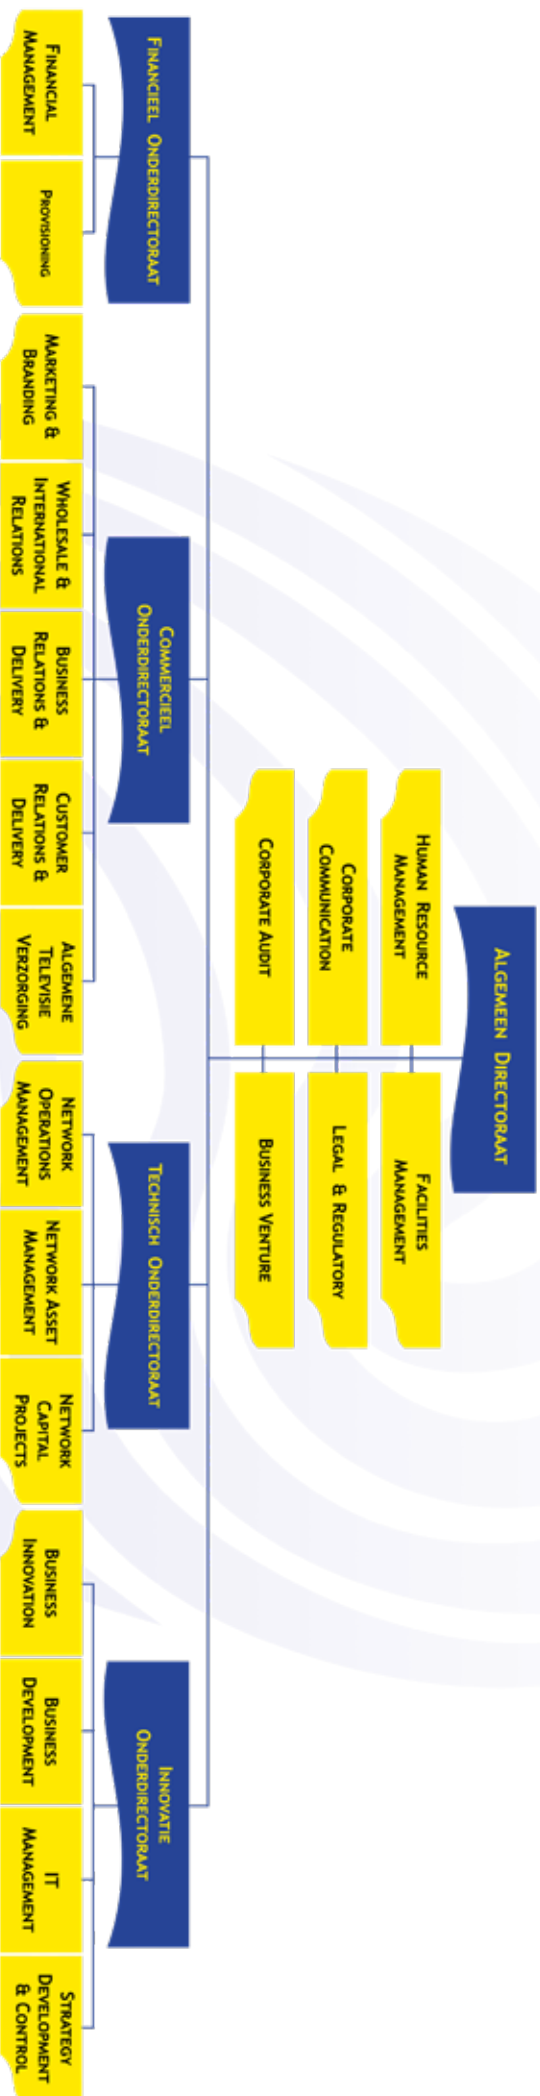 ALGEMEEN DIRECTORAAT
HUMAN RESOURCE
MANAGEMENT
FACILITIES
MANAGEMENT
CORPORATE
COMMUNICATION
LEGAL & REGULATORY
CORPORATE AUDIT
BUSINESS VENTURE
FINANCIEEL ONDERDIRECTORAAT
COMMERCIEEL
ONDERDIRECTORAAT
TECHNISCH ONDERDIRECTORAAT
INNOVATIE
ONDERDIRECTORAAT
FINANCIAL
MANAGEMENT
PROVISIONING
MARKETING &
BRANDING
WHOLESALE &
INTERNATIONAL
RELATIONS
BUSINESS
RELATIONS &
DELIVERY
CUSTOMER
RELATIONS &
DELIVERY
ALGEMENE
TELEVISIE
VERZORGING
NETWORK
OPERATIONS
MANAGEMENT
NETWORK ASSET
MANAGEMENT
NETWORK
CAPITAL
PROJECTS
BUSINESS
INNOVATION
BUSINESS
DEVELOPMENT
IT
MANAGEMENT
STRATEGY
DEVELOPMENT
& CONTROL